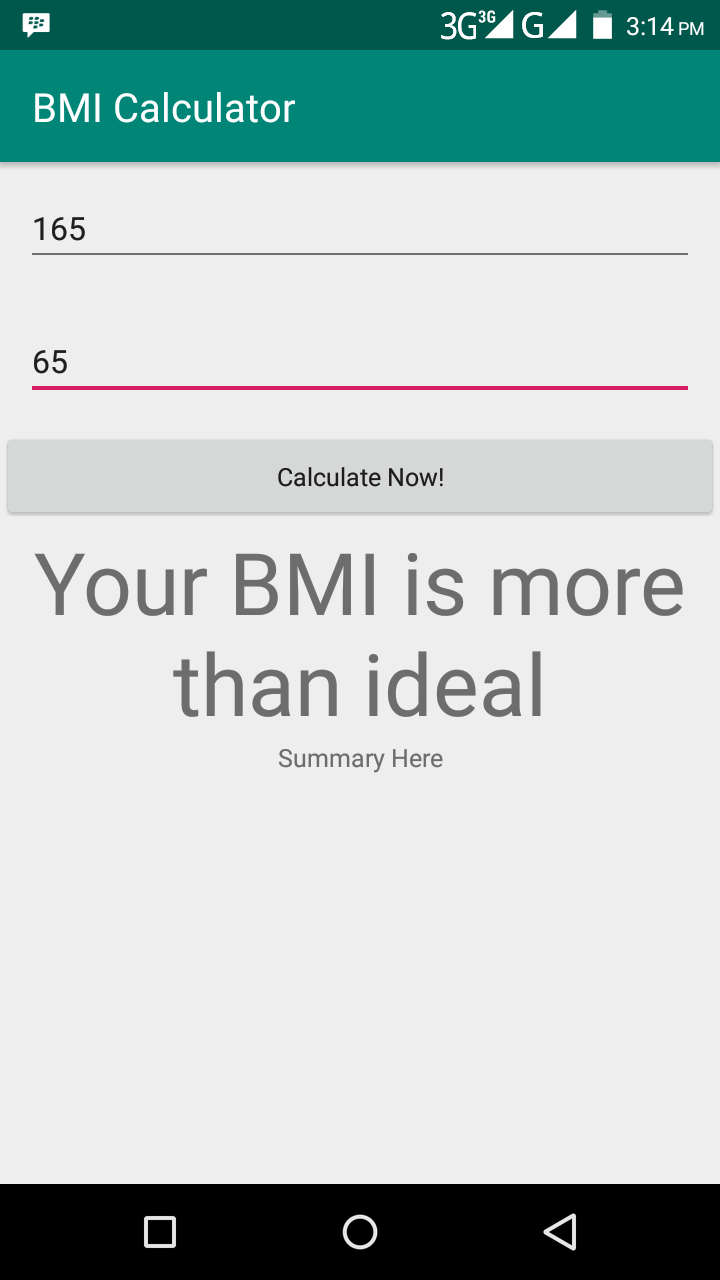 3G 3G G 3:14 PM
BMI Calculator
165
65
Calculate Now!
Your BMI is more
than ideal
Summary Here